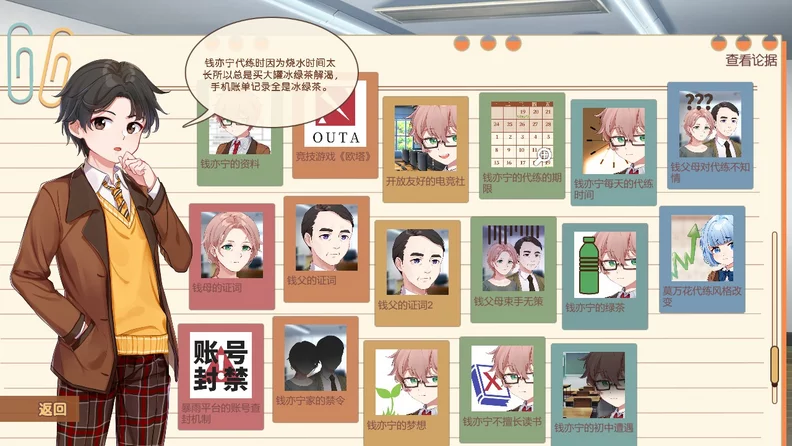 查看论据
钱亦宁代练时因为烧水时间太
长所以总是买大罐冰绿茶解渴，
手机账单记录全是冰绿茶。
???
OUTA
钱亦宁的资料
竞技游戏《欧塔》
开放友好的电竞社
钱亦宁的代练的期
限
钱亦宁每天的代练
时间
钱父母对代练不知
情
钱母的证词
钱父的证词
钱父的证词2
钱父母束手无策
钱亦宁的绿茶
莫万花代练风格改
变
账号
封禁
暴雨平台的账号查
封机制
钱亦宁家的禁令
钱亦宁的梦想
钱亦宁不擅长读书
钱亦宁的初中遭遇
返回